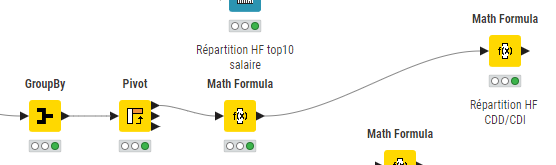 Math Formula
f(x)
Répartition HF
CDD/CDI
Répartition HF top10
salaire
GroupBy
Pivot
Math Formula
f(x)
Math Formula
f(x)